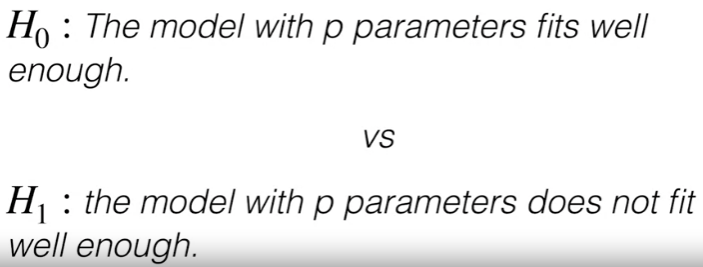 H₀ : The model with p parameters fits well
enough.
vs
H₁ : the model with p parameters does not fit
well enough.